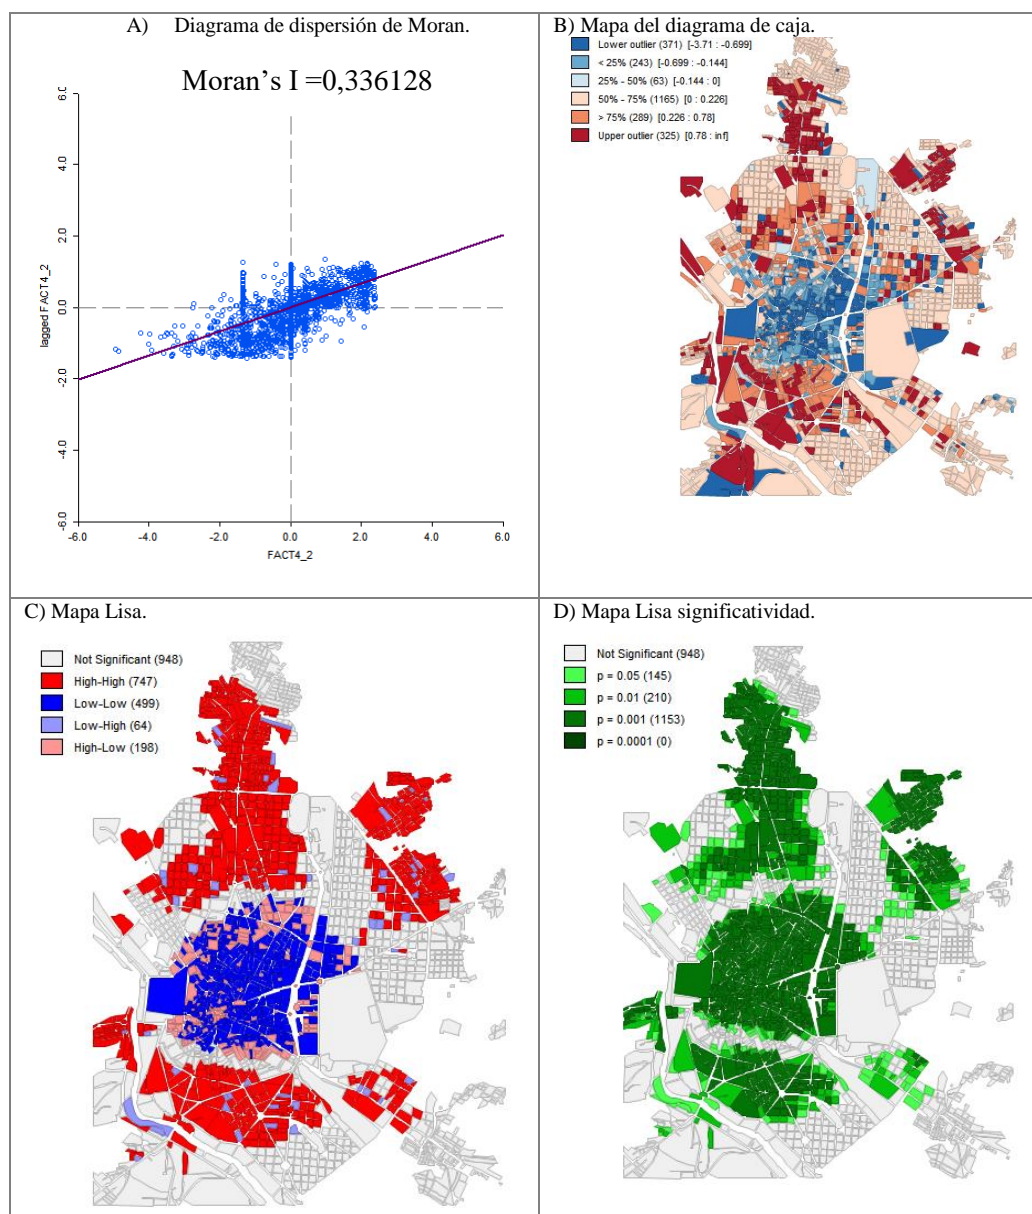 A) Diagrama de dispersión de Moran.
Moran's I =0,336128
6.0
4.0
2.0
0.0
-2.0
-4.0
-6.0
lagged FACT4_2
-6.0 -4.0 -2.0 0.0 2.0 4.0 6.0
FACT4_2
B) Mapa del diagrama de caja.
Lower outlier (371) [-3.71 : -0.699]
< 25% (243) [-0.699 : -0.144]
25% - 50% (63) [-0.144 : 0]
50% - 75% (1165) [0 : 0.226]
> 75% (289) [0.226 : 0.78]
Upper outlier (325) [0.78 : inf]
C) Mapa Lisa.
Not Significant (948)
High-High (747)
Low-Low (499)
Low-High (64)
High-Low (198)
D) Mapa Lisa significatividad.
Not Significant (948)
p = 0.05 (145)
p = 0.01 (210)
p = 0.001 (1153)
p = 0.0001 (0)